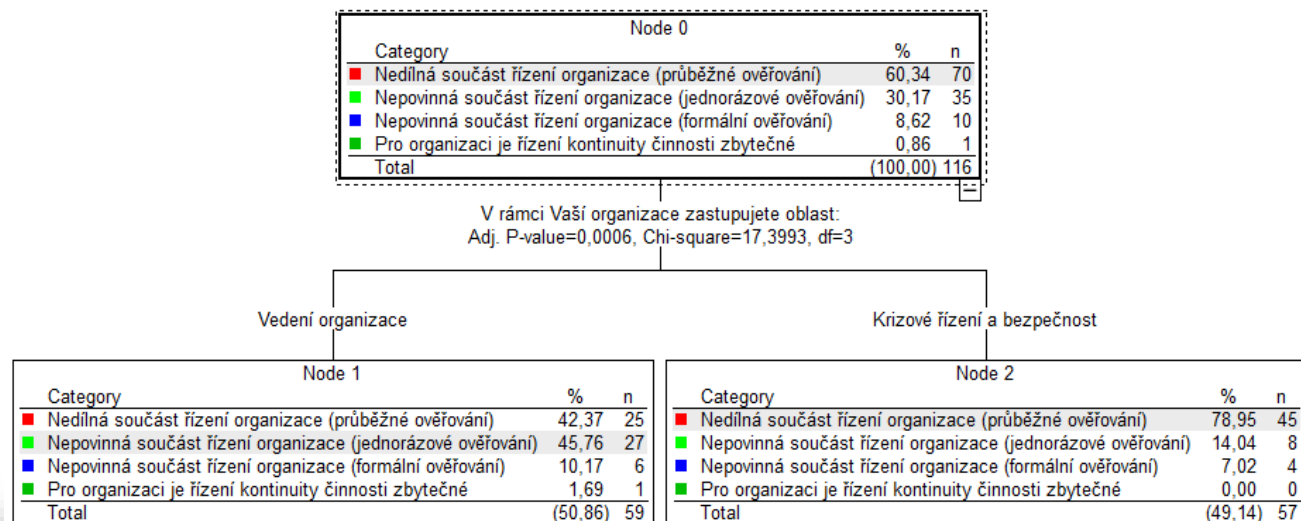 Node 0
Category % n
Nedílná součást řízení organizace (průběžné ověřování) 60,34 70
Nepovinná součást řízení organizace (jednorázové ověřování) 30,17 35
Nepovinná součást řízení organizace (formální ověřování) 8,62 10
Pro organizaci je řízení kontinuity činnosti zbytečné 0,86 1
Total (100,00) 116
V rámci Vaší organizace zastupujete oblast:
Adj. P-value=0,0006, Chi-square=17,3993, df=3
Vedení organizace
Krizové řízení a bezpečnost
Node 1
Category % n
Nedílná součást řízení organizace (průběžné ověřování) 42,37 25
Nepovinná součást řízení organizace (jednorázové ověřování) 45,76 27
Nepovinná součást řízení organizace (formální ověřování) 10,17 6
Pro organizaci je řízení kontinuity činnosti zbytečné 1,69 1
Total (50,86) 59
Node 2
Category % n
Nedílná součást řízení organizace (průběžné ověřování) 78,95 45
Nepovinná součást řízení organizace (jednorázové ověřování) 14,04 8
Nepovinná součást řízení organizace (formální ověřování) 7,02 4
Pro organizaci je řízení kontinuity činnosti zbytečné 0,00 0
Total (49,14) 57